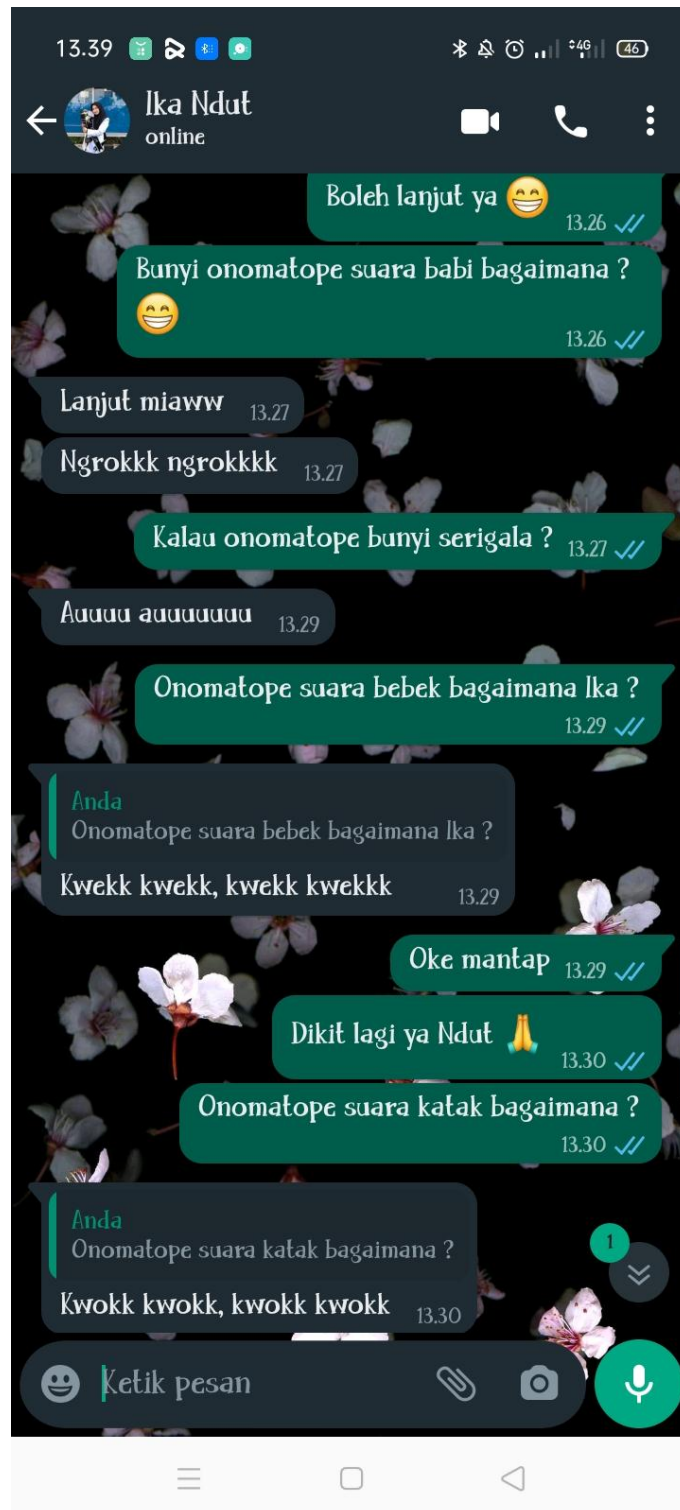 13.39
4G
46
Ika Ndut
online
Boleh lanjut ya 😁
13.26
Bunyi onomatope suara babi bagaimana ?
😁
13.26
Lanjut miaww 13.27
Ngrokkk ngrokkkk 13.27
Kalau onomatope bunyi serigala ? 13.27
Auuuu auuuuuuu 13.29
Onomatope suara bebek bagaimana Ika ?
13.29
Anda
Onomatope suara bebek bagaimana Ika ?
Kwekk kwekk, kwekk kwekkk 13.29
Oke mantap 13.29
Dikit lagi ya Ndut 🙏
13.30
Onomatope suara katak bagaimana ?
13.30
Anda
Onomatope suara katak bagaimana ?
1
Kwokk kwokk, kwokk kwokk 13.30
Ketik pesan